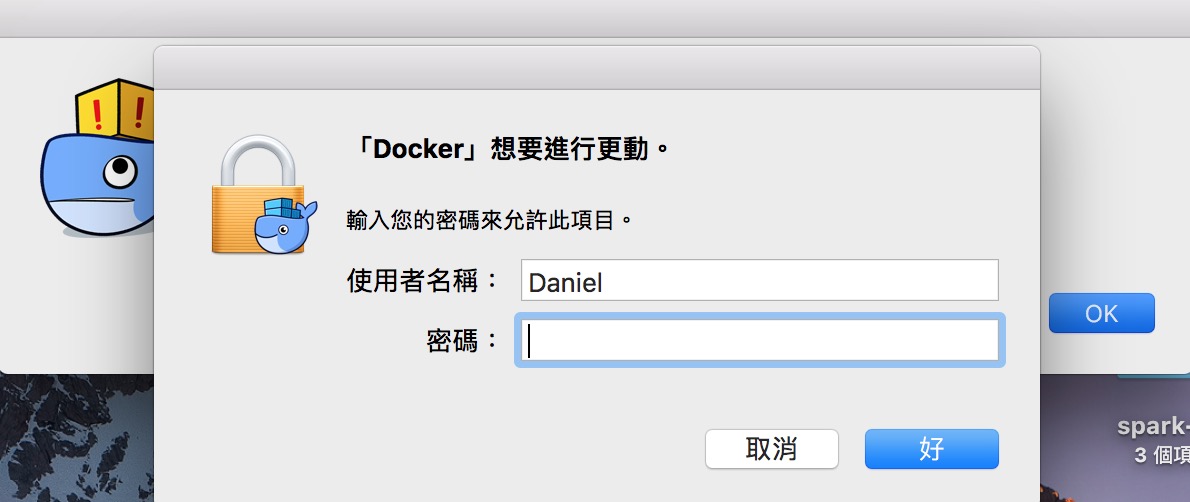 「Docker」想要進行更動。
輸入您的密碼來允許此項目。
使用者名稱：
Daniel
密碼：
OK
取消
好
spark-
3 個項